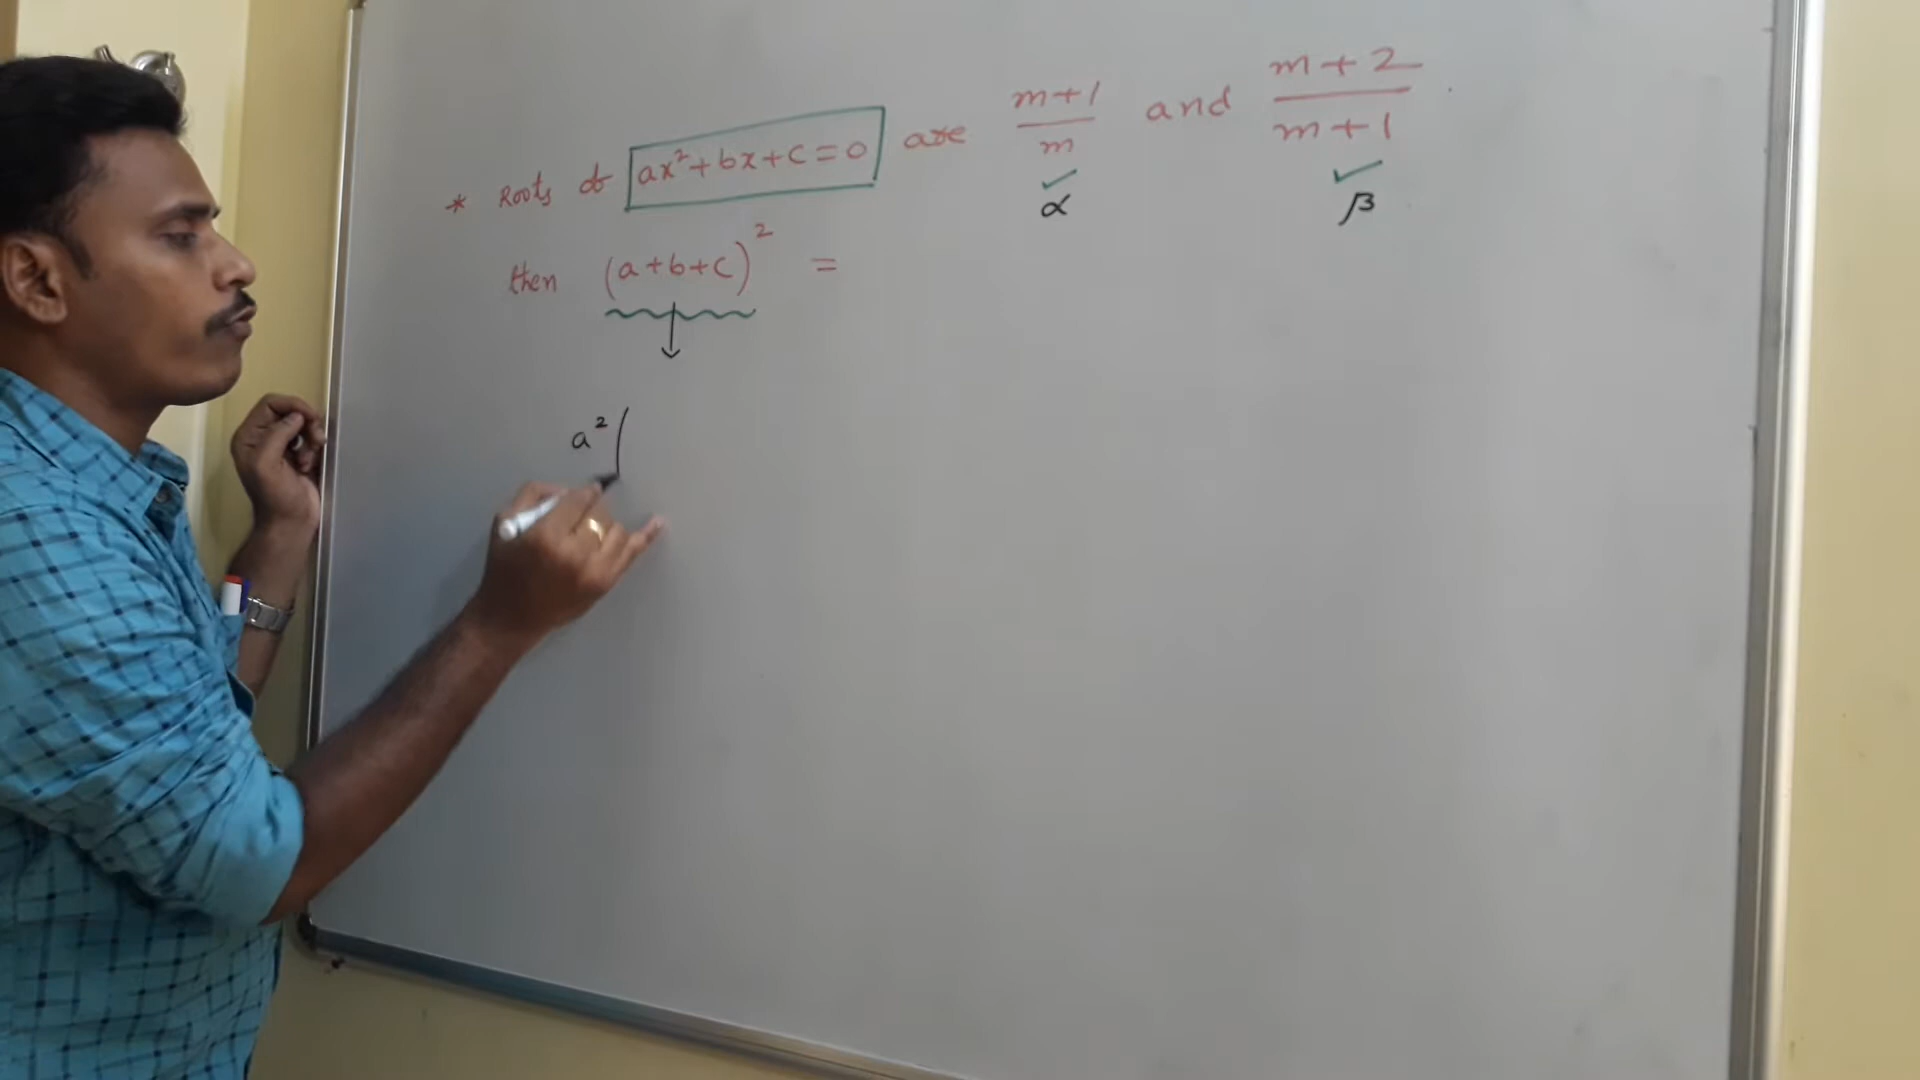 * Roots of ax²+bx+c=0 are (m+1)/m and (m+2)/(m+1).
α β
then (a+b+c)² =
a² (